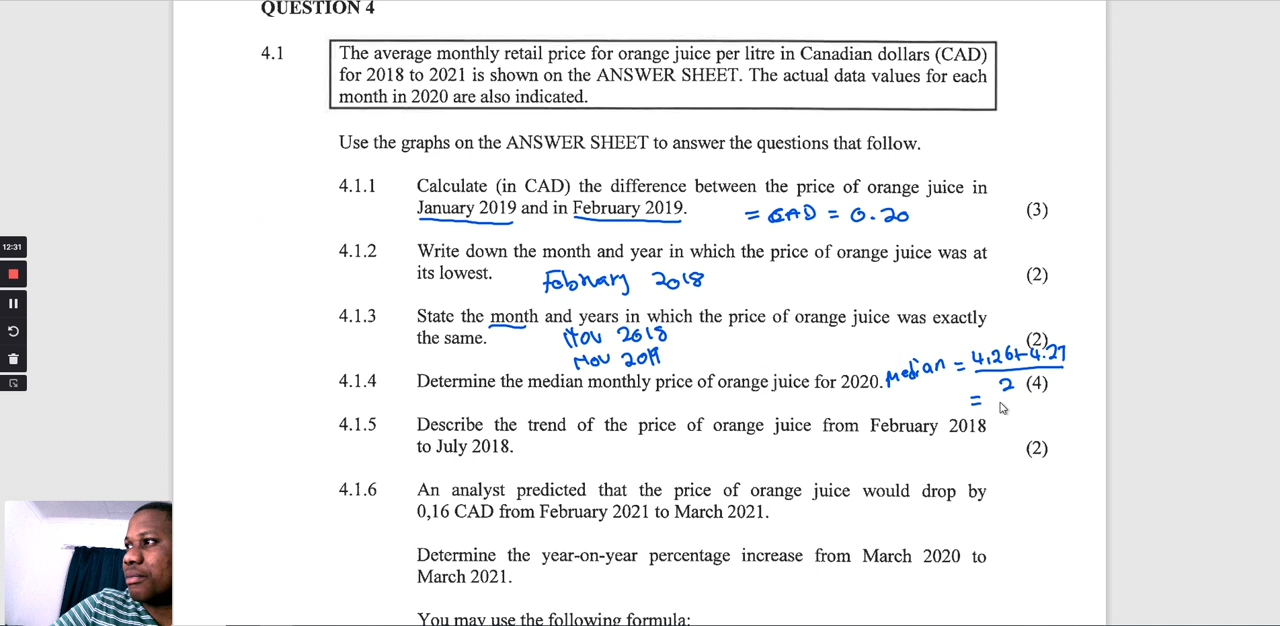 QUESTION 4
4.1 The average monthly retail price for orange juice per litre in Canadian dollars (CAD)
for 2018 to 2021 is shown on the ANSWER SHEET. The actual data values for each
month in 2020 are also indicated.
Use the graphs on the ANSWER SHEET to answer the questions that follow.
4.1.1 Calculate (in CAD) the difference between the price of orange juice in
January 2019 and in February 2019. = CAD = 0.20 (3)
4.1.2 Write down the month and year in which the price of orange juice was at
its lowest. February 2018 (2)
4.1.3 State the month and years in which the price of orange juice was exactly
the same. Nov 2018 (2)
Nov 2019
4.1.4 Determine the median monthly price of orange juice for 2020. Median = 4,26+4.27
2 (4)
=
4.1.5 Describe the trend of the price of orange juice from February 2018
to July 2018. (2)
4.1.6 An analyst predicted that the price of orange juice would drop by
0,16 CAD from February 2021 to March 2021.
Determine the year-on-year percentage increase from March 2020 to
March 2021.
You may use the following formula:
12:31